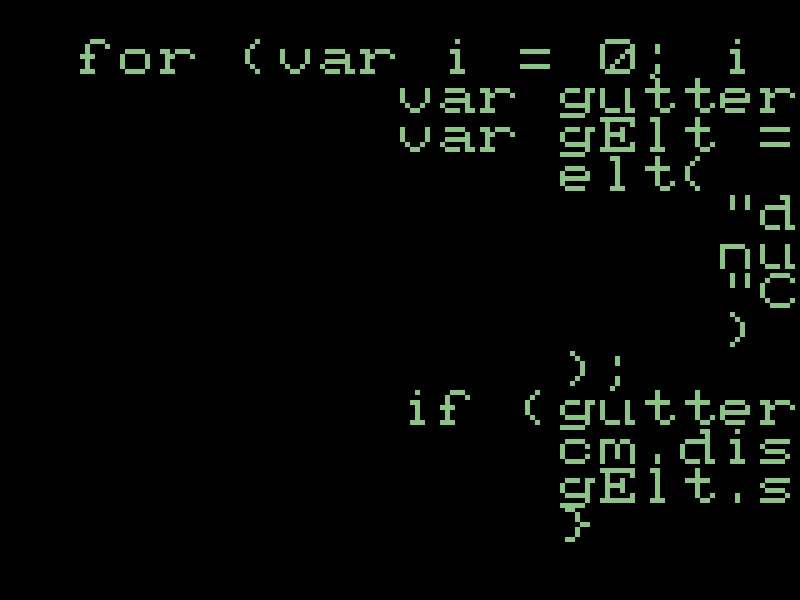 for (var i = 0; i
var gutter
var gElt =
elt(
"d
nu
"C
)
);
if (gutter
cm.dis
gElt.s
}